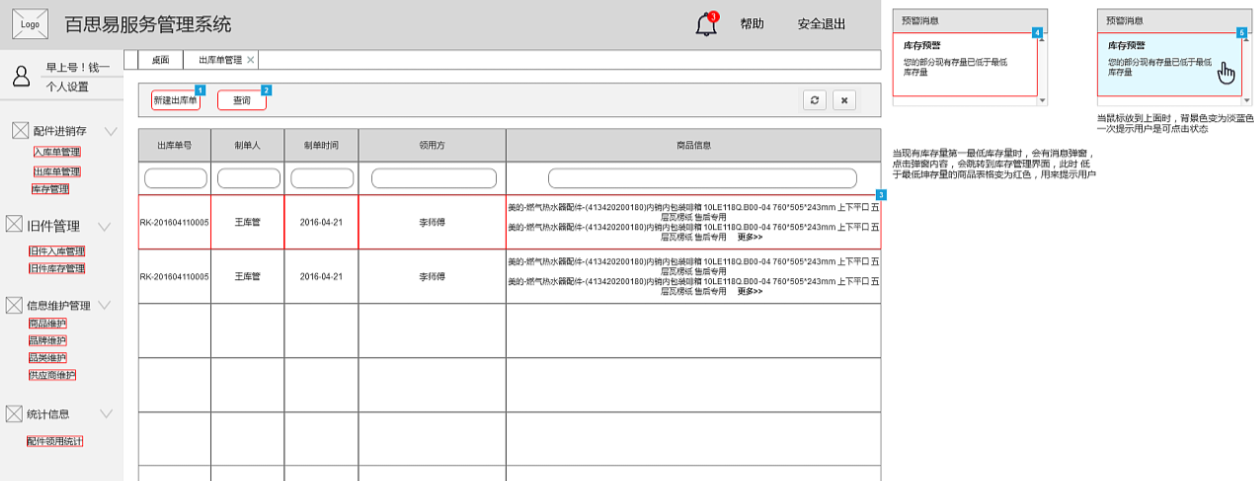 Logo
百思易服务管理系统
3
帮助
安全退出
早上号！钱一
个人设置
桌面
出库单管理
新建出库单
1
查询
2
配件进销存
入库单管理
出库单管理
库存管理
旧件管理
旧件入库管理
旧件库存管理
信息维护管理
商品维护
品牌维护
品类维护
供应商维护
统计信息
配件领用统计
出库单号
制单人
制单时间
领用方
商品信息
3
RK-201604110005
王库管
2016-04-21
李师傅
美的-燃气热水器配件-(413420200180)内销内包装啡箱 10LE118Q.B00-04 760*505*243mm 上下平口 五
层瓦楞纸 售后专用
美的-燃气热水器配件-(413420200180)内销内包装啡箱 10LE118Q.B00-04 760*505*243mm 上下平口 五
层瓦楞纸 售后专用 更多>>
RK-201604110005
王库管
2016-04-21
李师傅
美的-燃气热水器配件-(413420200180)内销内包装啡箱 10LE118Q.B00-04 760*505*243mm 上下平口 五
层瓦楞纸 售后专用
美的-燃气热水器配件-(413420200180)内销内包装啡箱 10LE118Q.B00-04 760*505*243mm 上下平口 五
层瓦楞纸 售后专用 更多>>
预警消息
4
库存预警
您的部分现有存量已低于最低
库存量
预警消息
5
库存预警
您的部分现有存量已低于最低
库存量
当鼠标放到上面时，背景色变为淡蓝色
一次提示用户是可点击状态
当现有库存量第一最低库存量时，会有消息弹窗，
点击弹窗内容，会跳转到库存管理界面，此时 低
于最低坤存量的商品表格变为红色，用来提示用户